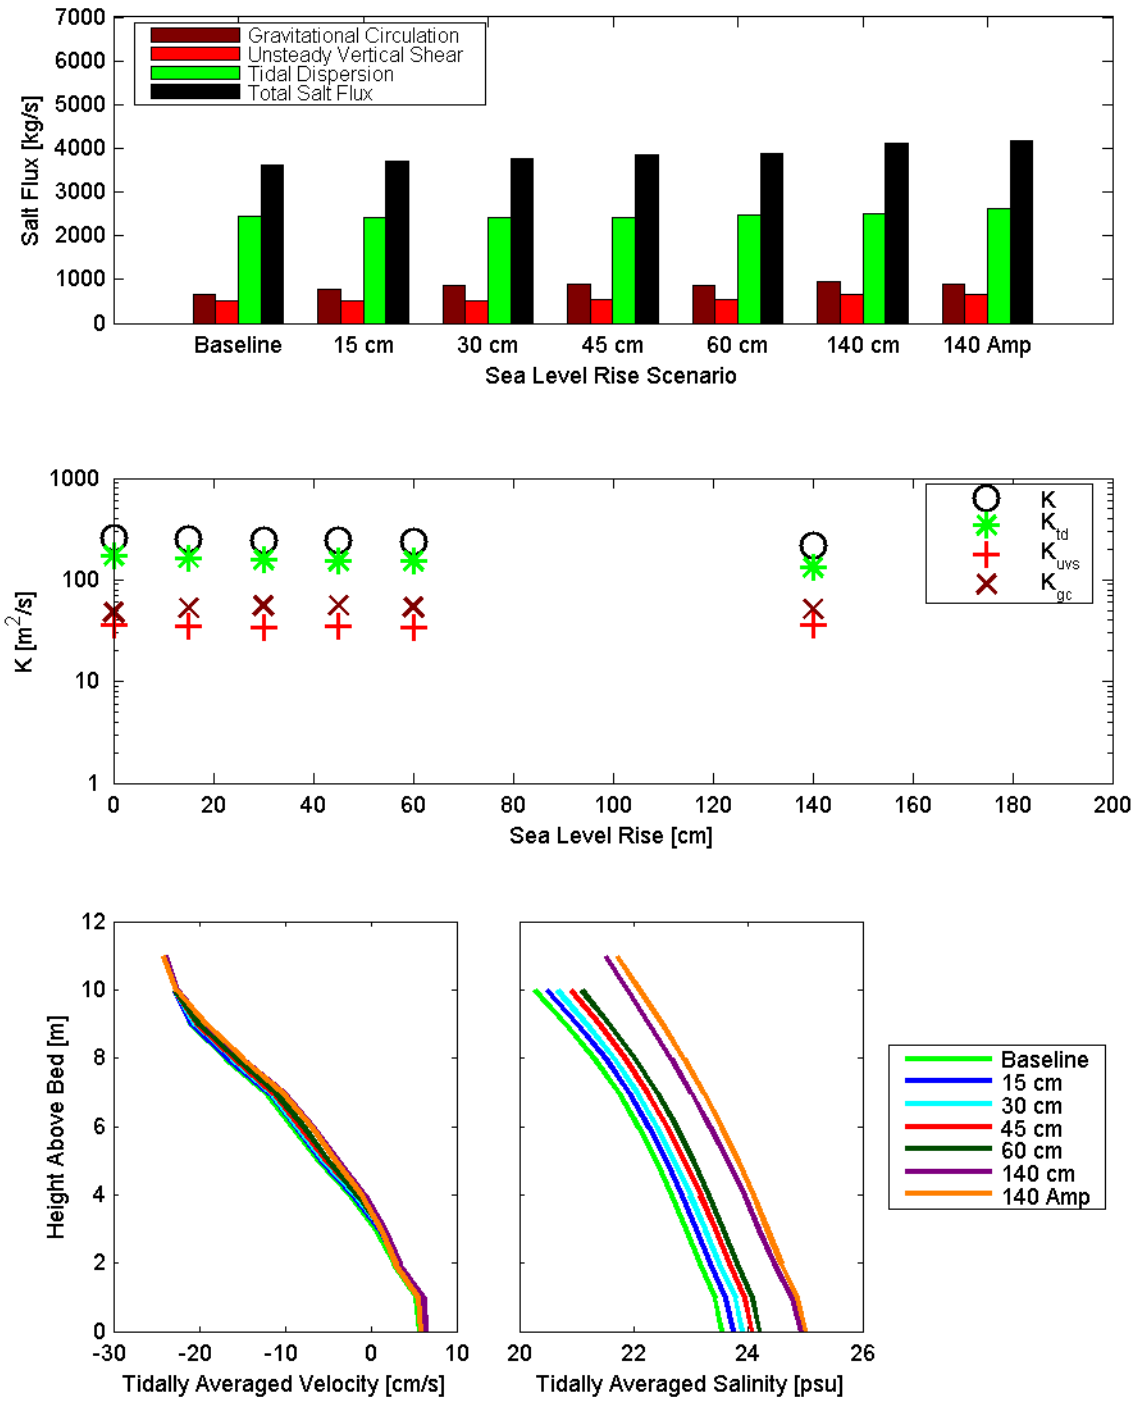 7000
6000
5000
4000
3000
2000
1000
0
Salt Flux [kg/s]
Gravitational Circulation
Unsteady Vertical Shear
Tidal Dispersion
Total Salt Flux
Baseline 15 cm 30 cm 45 cm 60 cm 140 cm 140 Amp
Sea Level Rise Scenario
1000
100
10
1
K [m2/s]
K
Ktd
Kuvs
Kgc
0 20 40 60 80 100 120 140 160 180 200
Sea Level Rise [cm]
12
10
8
6
4
2
0
Height Above Bed [m]
-30 -20 -10 0 10
Tidally Averaged Velocity [cm/s]
20 22 24 26
Tidally Averaged Salinity [psu]
Baseline
15 cm
30 cm
45 cm
60 cm
140 cm
140 Amp